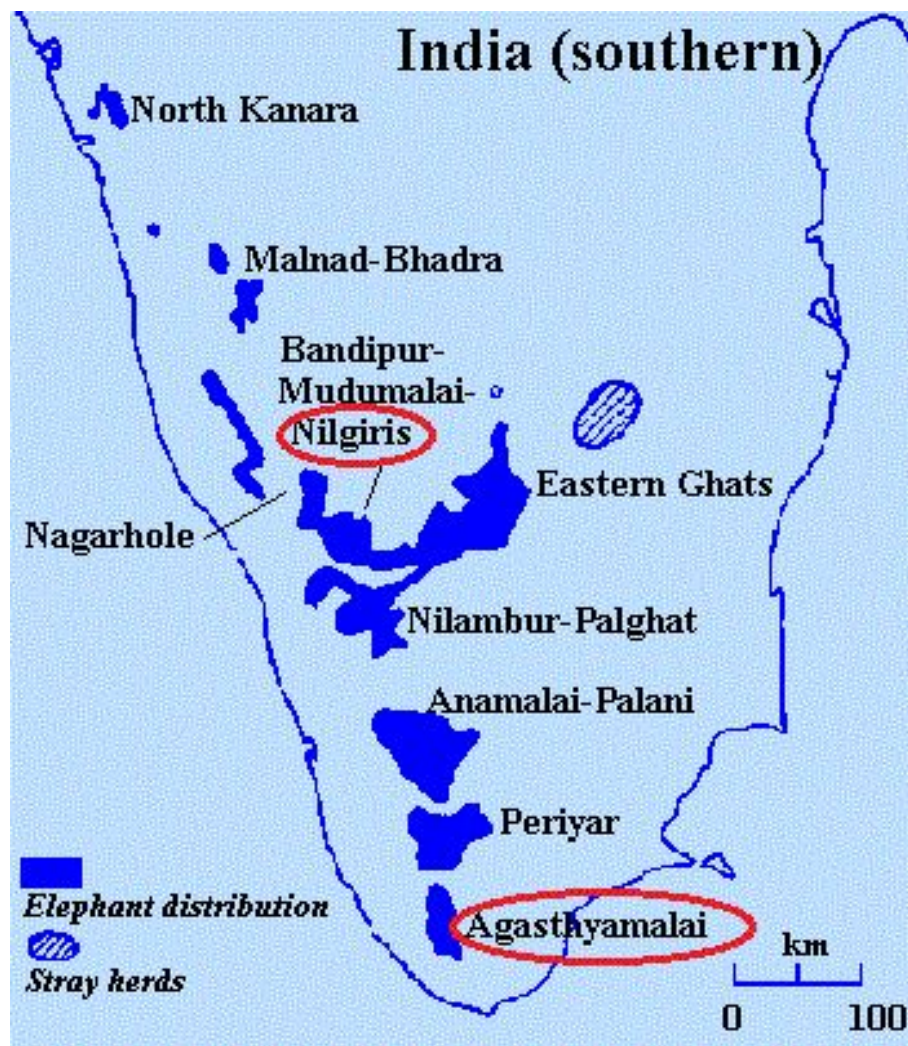 India (southern)
North Kanara
Malnad-Bhadra
Bandipur-
Mudumalai-
Nilgiris
Eastern Ghats
Nagarhole
Nilambur-Palghat
Anamalai-Palani
Periyar
Elephant distribution
Agasthyamalai
Stray herds
km
0 100